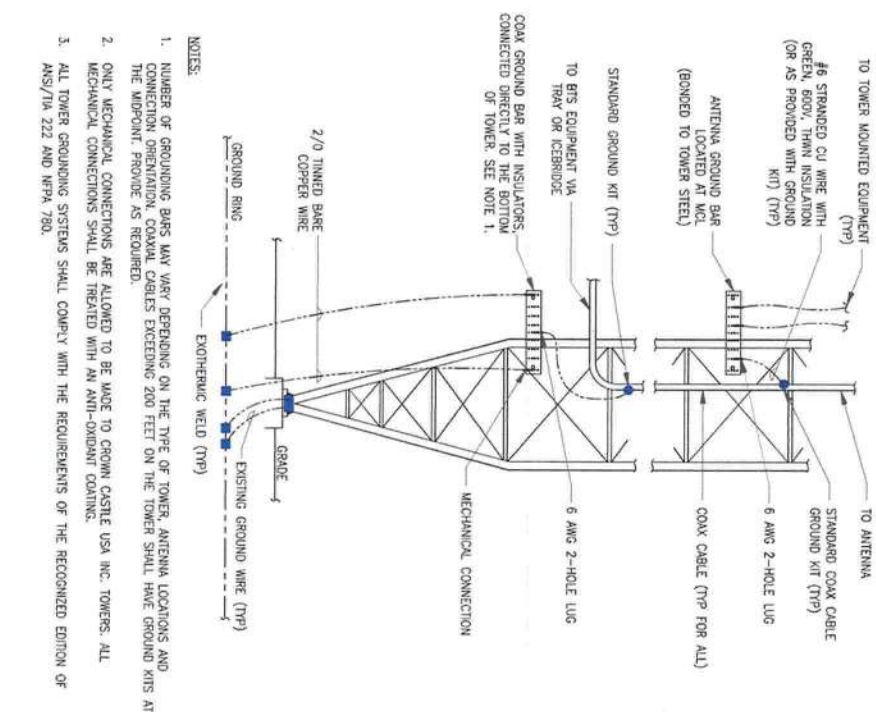 TO TOWER MOUNTED EQUIPMENT
(TYP)
#6 STRANDED CU WIRE WITH
GREEN, 600V, THWN INSULATION
(OR AS PROVIDED WITH GROUND
KIT) (TYP)
ANTENNA GROUND BAR
LOCATED AT MCL
(BONDED TO TOWER STEEL)
STANDARD GROUND KIT (TYP)
TO BTS EQUIPMENT VIA
TRAY OR ICEBRIDGE
COAX GROUND BAR WITH INSULATORS,
CONNECTED DIRECTLY TO THE BOTTOM
OF TOWER. SEE NOTE 1.
2/0 TINNED BARE
COPPER WIRE
GROUND RING
TO ANTENNA
STANDARD COAX CABLE
GROUND KIT (TYP)
6 AWG 2-HOLE LUG
COAX CABLE (TYP FOR ALL)
6 AWG 2-HOLE LUG
MECHANICAL CONNECTION
GRADE
EXISTING GROUND WIRE (TYP)
EXOTHERMIC WELD (TYP)
NOTES:
1. NUMBER OF GROUNDING BARS MAY VARY DEPENDING ON THE TYPE OF TOWER, ANTENNA LOCATIONS AND
CONNECTION ORIENTATION. COAXIAL CABLES EXCEEDING 200 FEET ON THE TOWER SHALL HAVE GROUND KITS AT
THE MIDPOINT. PROVIDE AS REQUIRED.
2. ONLY MECHANICAL CONNECTIONS ARE ALLOWED TO BE MADE TO CROWN CASTLE USA INC. TOWERS. ALL
MECHANICAL CONNECTIONS SHALL BE TREATED WITH AN ANTI-OXIDANT COATING.
3. ALL TOWER GROUNDING SYSTEMS SHALL COMPLY WITH THE REQUIREMENTS OF THE RECOGNIZED EDITION OF
ANSI/TIA 222 AND NFPA 780.